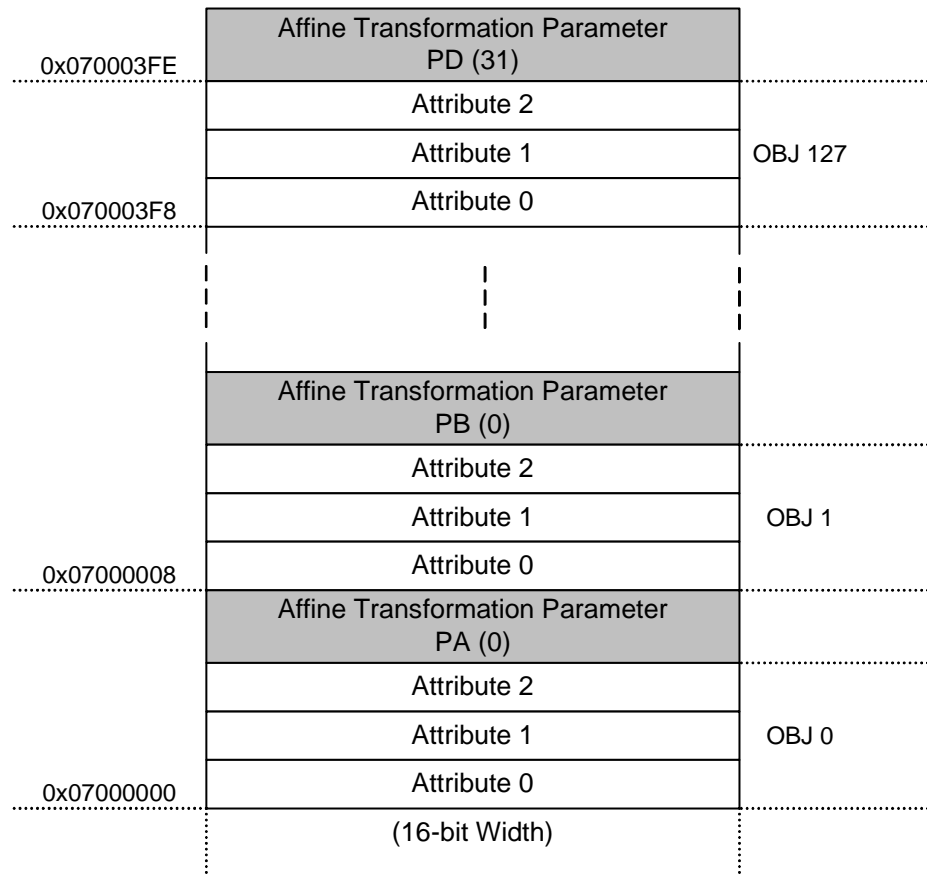 Affine Transformation Parameter
PD (31)
0x070003FE
Attribute 2
Attribute 1
OBJ 127
Attribute 0
0x070003F8
Affine Transformation Parameter
PB (0)
Attribute 2
Attribute 1
OBJ 1
Attribute 0
0x07000008
Affine Transformation Parameter
PA (0)
Attribute 2
Attribute 1
OBJ 0
Attribute 0
0x07000000
(16-bit Width)